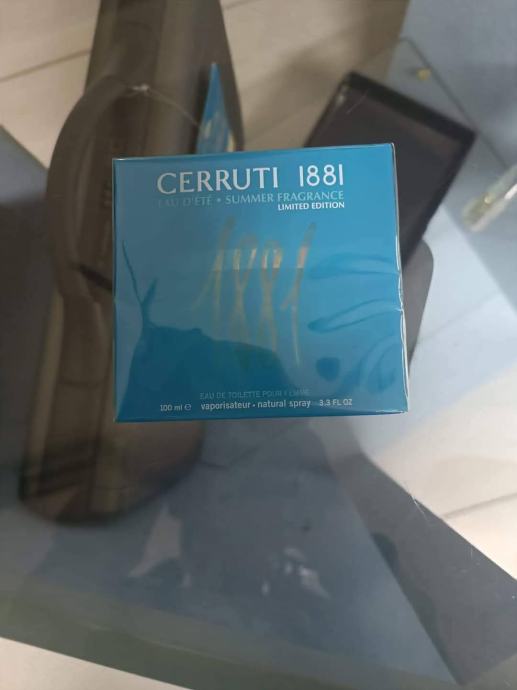 CERRUTI 1881
EAU D'ÉTÉ • SUMMER FRAGRANCE
LIMITED EDITION
1881
EAU DE TOILETTE POUR FEMME
100 ml ℮ vaporisateur • natural spray 3.3 FL OZ